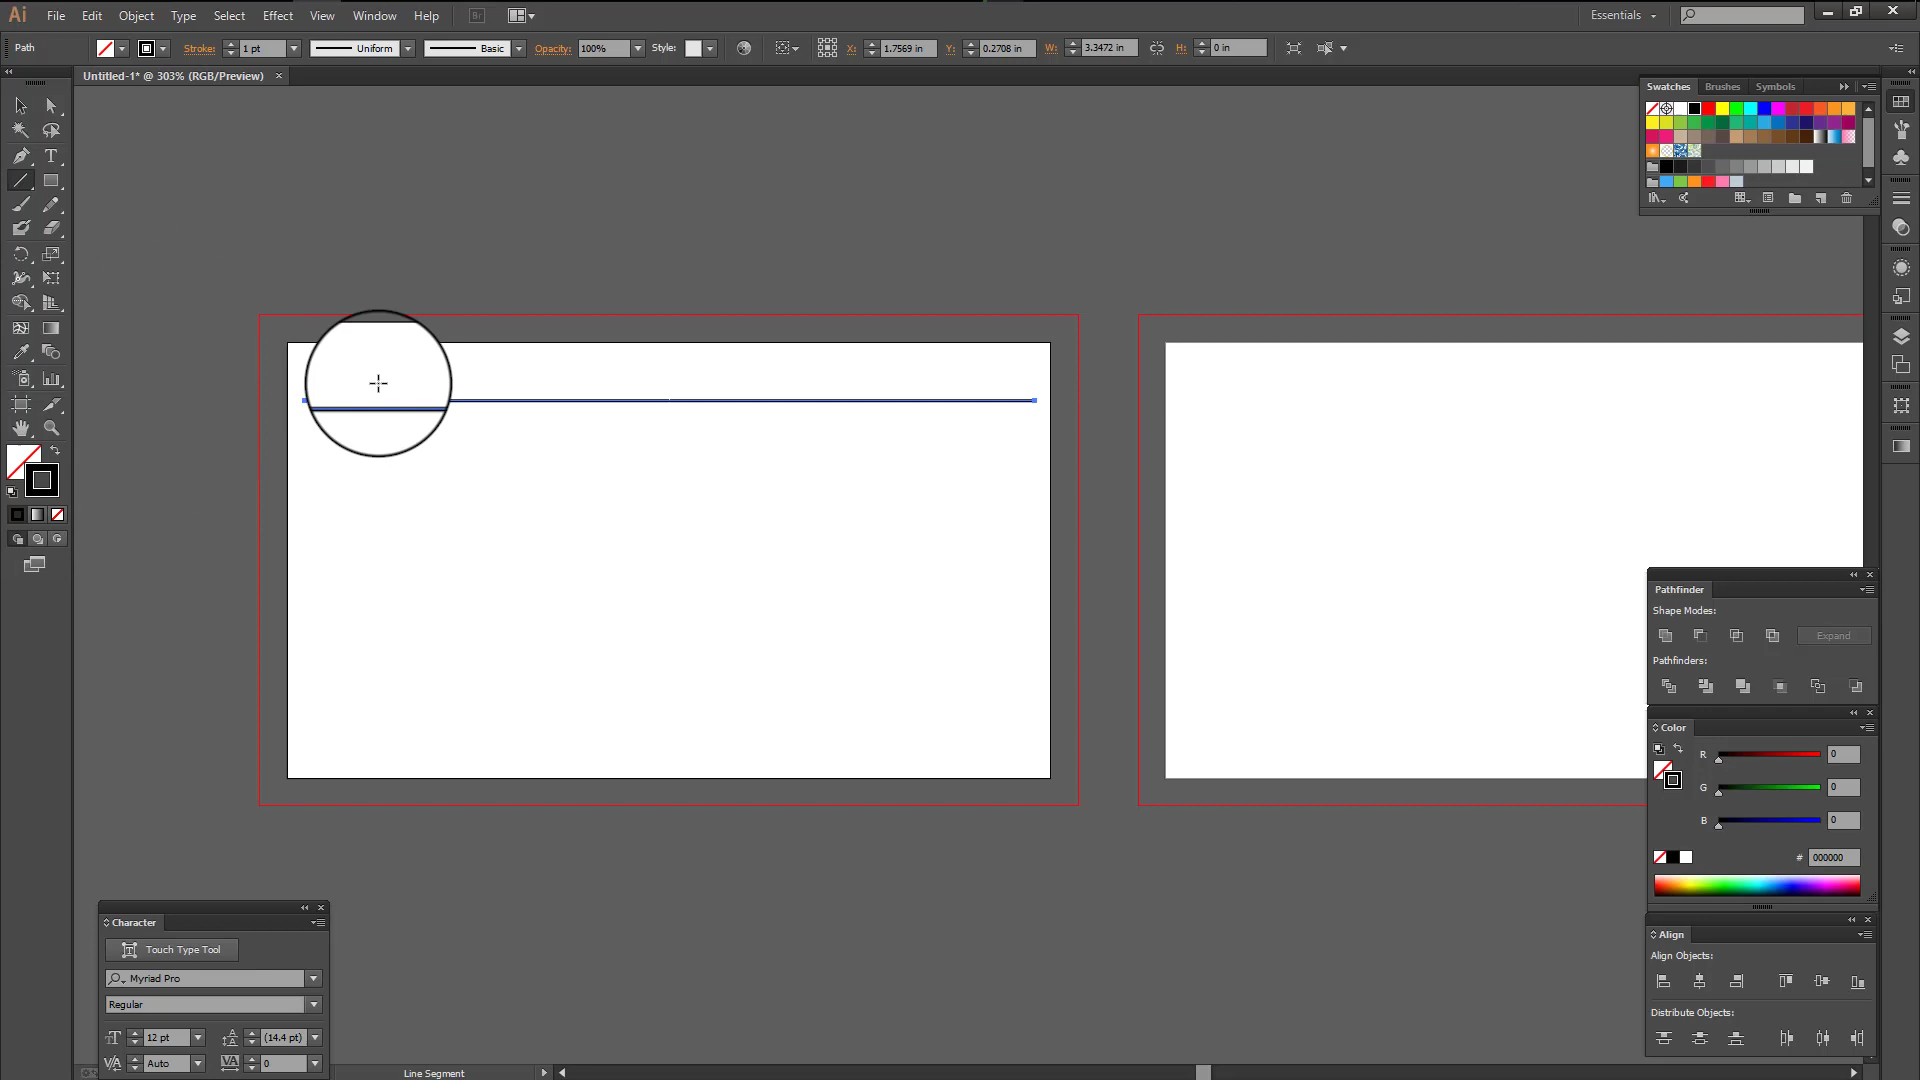 Ai File Edit Object Type Select Effect View Window Help Br Essentials
Path Stroke: 1 pt Uniform Basic Opacity: 100% Style: X: 1.7569 in Y: 0.2708 in W: 3.3472 in H: 0 in
Untitled-1* @ 303% (RGB/Preview)
Swatches Brushes Symbols
Pathfinder
Shape Modes:
Expand
Pathfinders:
Color
R 0
G 0
B 0
# 000000
Align
Align Objects:
Distribute Objects:
Character
Touch Type Tool
Myriad Pro
Regular
12 pt (14.4 pt)
Auto 0
Line Segment